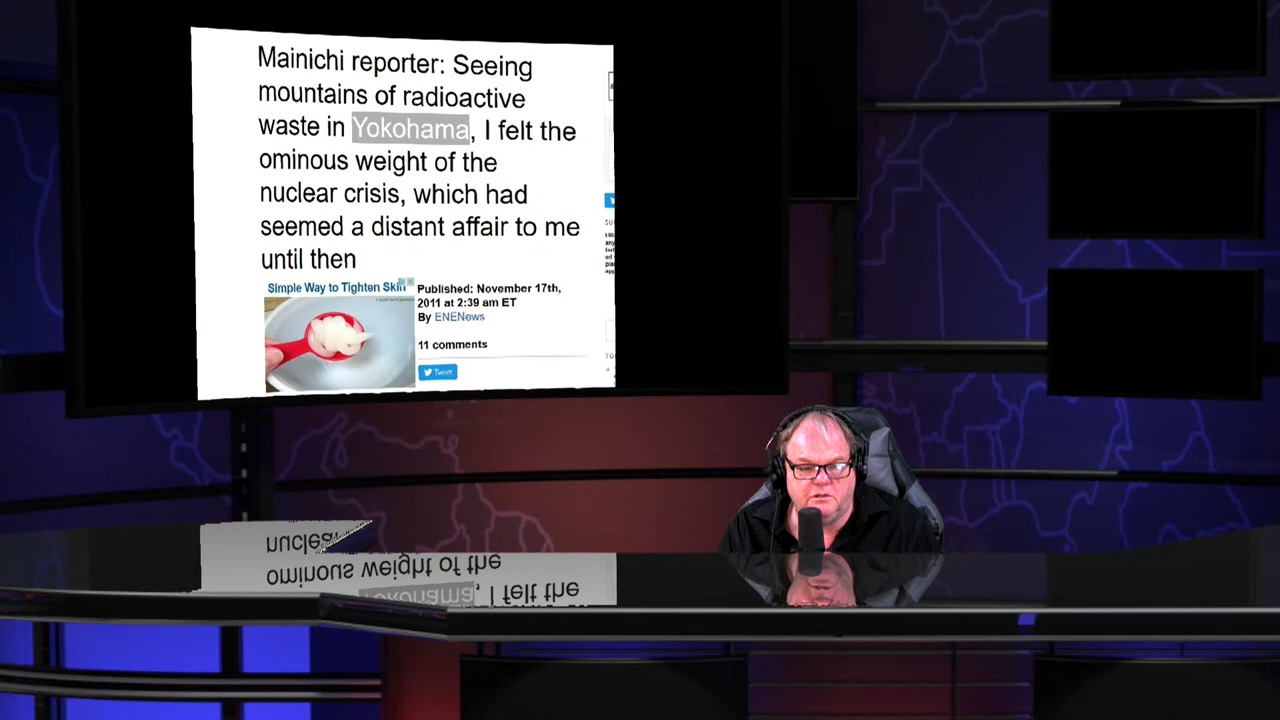 Mainichi reporter: Seeing
mountains of radioactive
waste in Yokohama, I felt the
ominous weight of the
nuclear crisis, which had
seemed a distant affair to me
until then
Simple Way to Tighten Skin
Published: November 17th,
2011 at 2:39 am ET
By ENENews
11 comments
Tweet
nuclear
ominous weight of the
Yokohama, I felt the